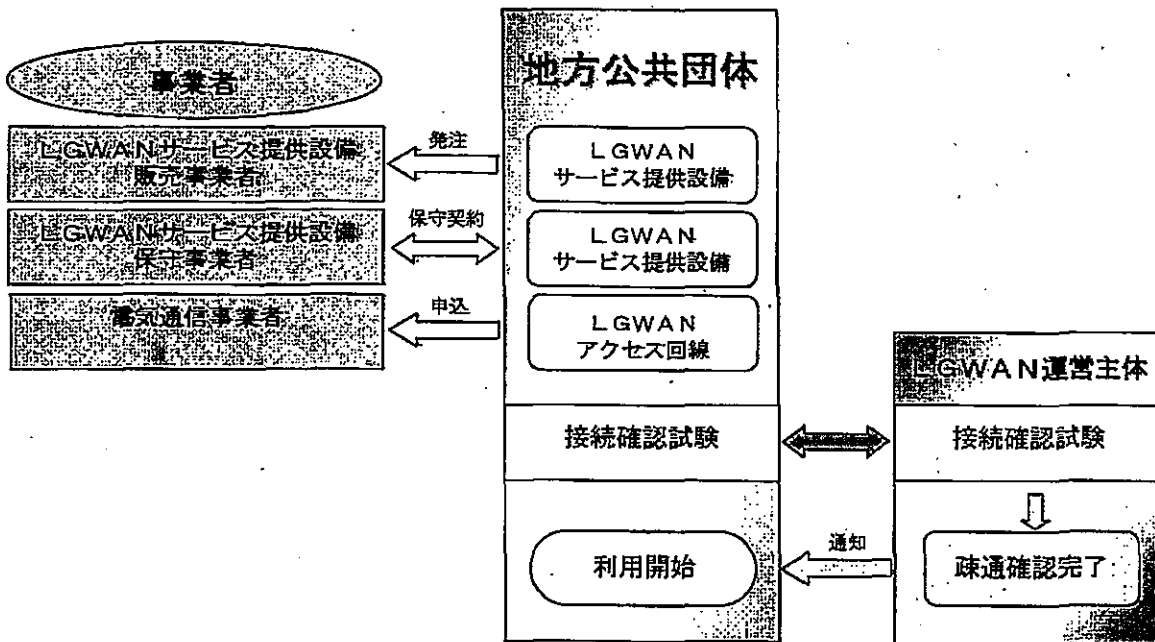 地方公共団体
事業者
発注
LGWANサービス提供設備
販売事業者
LGWAN
サービス提供設備
保守契約
LGWANサービス提供設備
保守事業者
LGWAN
サービス提供設備
申込
電気通信事業者
LGWAN
アクセス回線
LGWAN運営主体
接続確認試験
接続確認試験
通知
利用開始
疎通確認完了